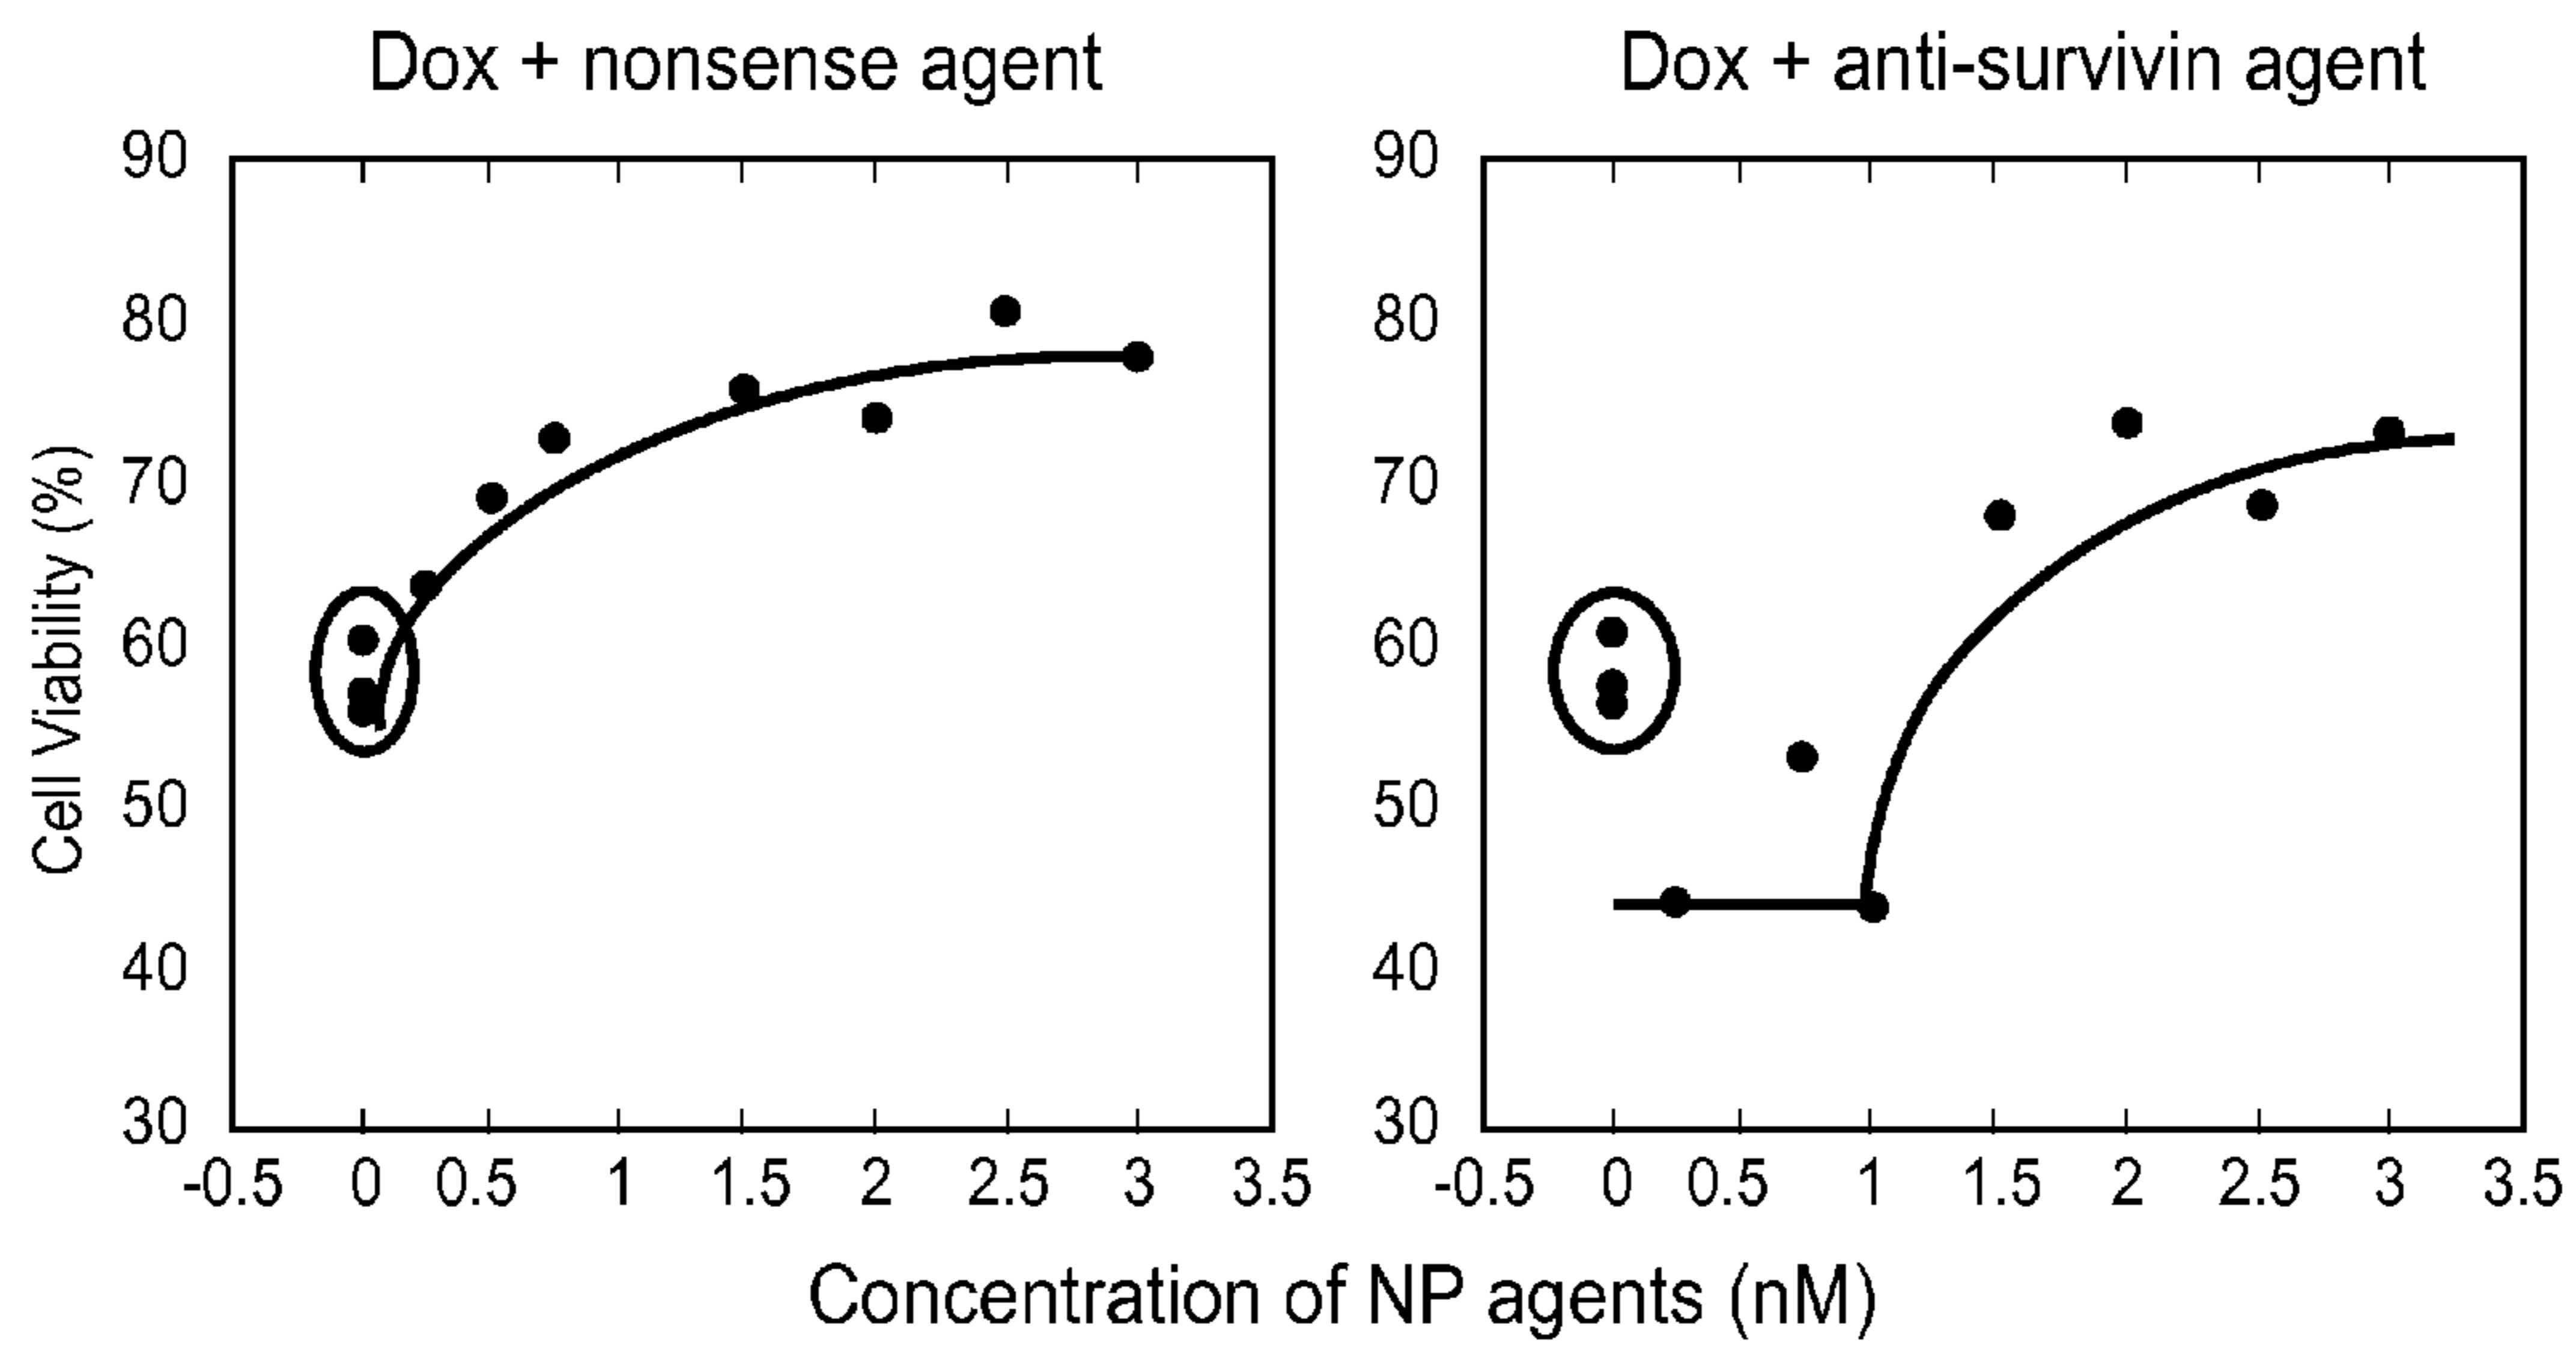 Dox + nonsense agent
Dox + anti-survivin agent
Cell Viability (%)
90
80
70
60
50
40
30
-0.5 0 0.5 1 1.5 2 2.5 3 3.5
90
80
70
60
50
40
30
-0.5 0 0.5 1 1.5 2 2.5 3 3.5
Concentration of NP agents (nM)